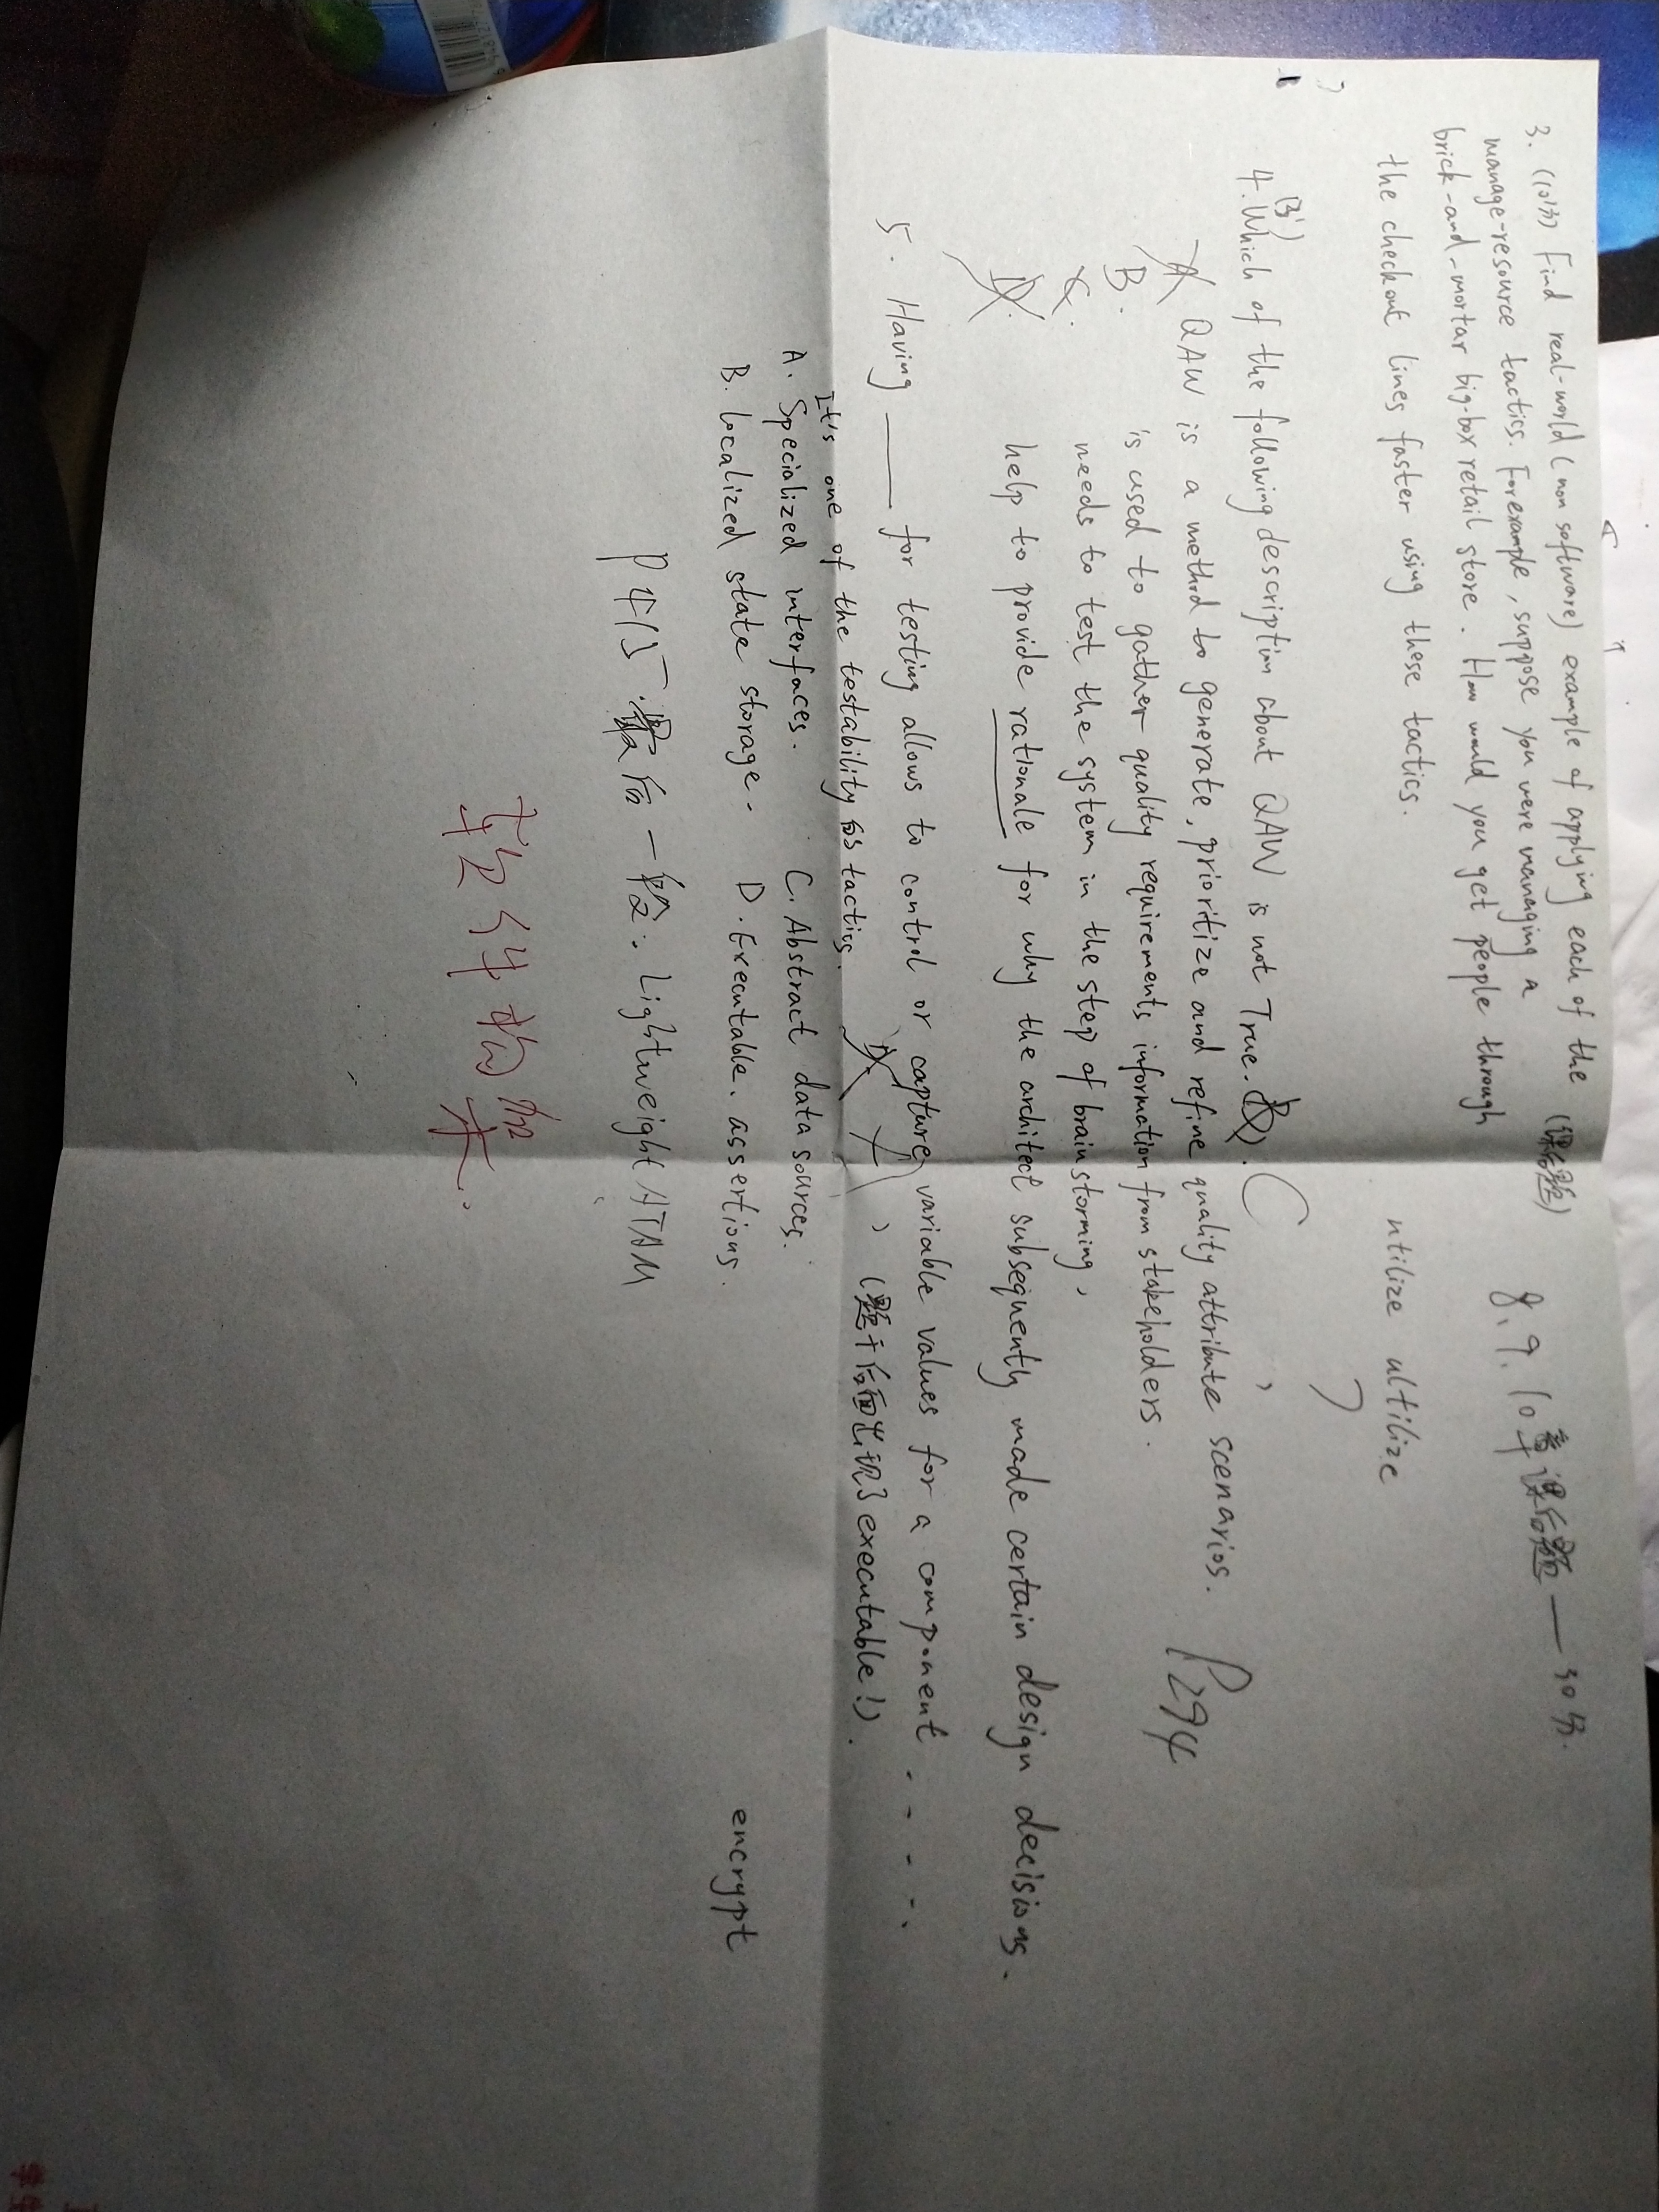 3. (10分) Find real-world (non software) example of applying each of the (课后题)
manage-resource tactics. For example, suppose you were managing a
brick-and-mortar big-box retail store. How would you get people through
the checkout lines faster using these tactics.
8、9、10章课后题 — 30分.
utilize ultilize
(3')
4. Which of the following description about QAW is not True. (B). C
A QAW is a method to generate, prioritize and refine quality attribute scenarios. P294
B. is used to gather quality requirements information from stakeholders.
C. needs to test the system in the step of brainstorming,
D. help to provide rationale for why the architect subsequently made certain design decisions.
5. Having ____ for testing allows to control or capture variable values for a component . . . . .
(题干后面出现了executable!).
It's one of the testability tactics.
A. Specialized interfaces. C. Abstract data sources.
B. localized state storage. D. Executable. assertions.
encrypt
P415 最后一段. Lightweight ATAM
软件构架.